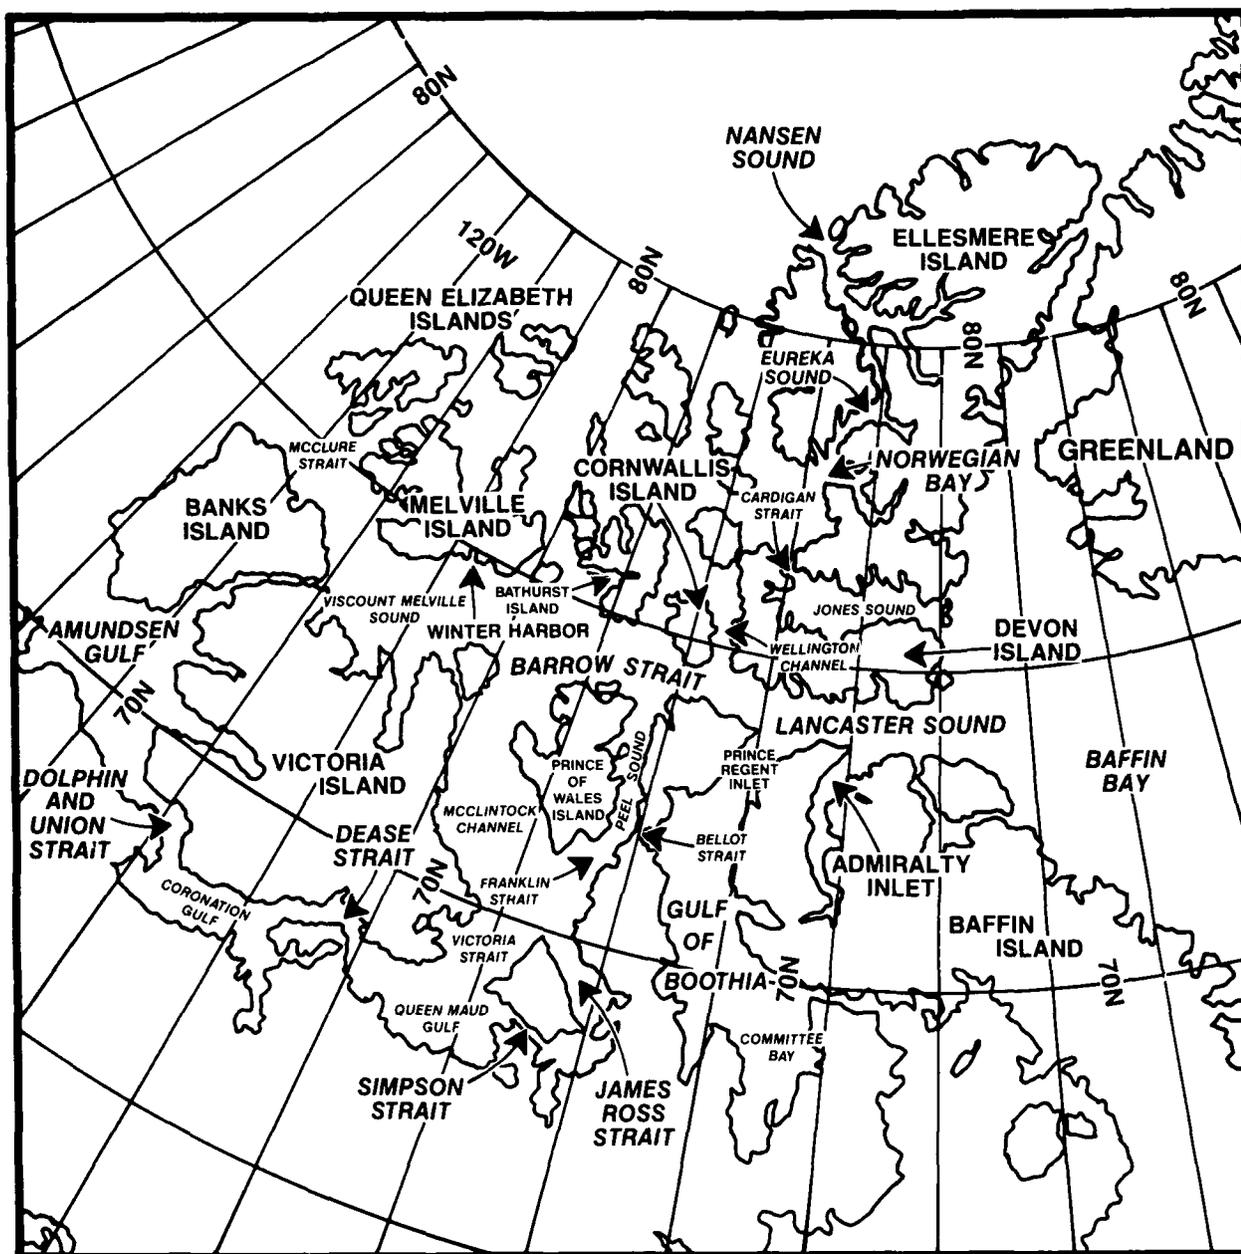 80N
NANSEN
SOUND
120W
80N
ELLESMERE
ISLAND
80N
QUEEN ELIZABETH
ISLANDS
80N
EUREKA
SOUND
MCCLURE
STRAIT
CORNWALLIS
ISLAND
NORWEGIAN
BAY
GREENLAND
BANKS
ISLAND
MELVILLE
ISLAND
CARDIGAN
STRAIT
VISCOUNT MELVILLE
SOUND
BATHURST
ISLAND
WINTER HARBOR
JONES SOUND
AMUNDSEN
GULF
WELLINGTON
CHANNEL
DEVON
ISLAND
BARROW STRAIT
70N
LANCASTER SOUND
VICTORIA
ISLAND
PRINCE
OF
WALES
ISLAND
PEEL SOUND
PRINCE
REGENT
INLET
BAFFIN
BAY
DOLPHIN
AND
UNION
STRAIT
MCCLINTOCK
CHANNEL
DEASE
STRAIT
BELLOT
STRAIT
ADMIRALTY
INLET
70N
FRANKLIN
STRAIT
CORONATION
GULF
GULF
OF
BOOTHIA
BAFFIN
ISLAND
VICTORIA
STRAIT
70N
70N
QUEEN MAUD
GULF
COMMITTEE
BAY
SIMPSON
STRAIT
JAMES
ROSS
STRAIT